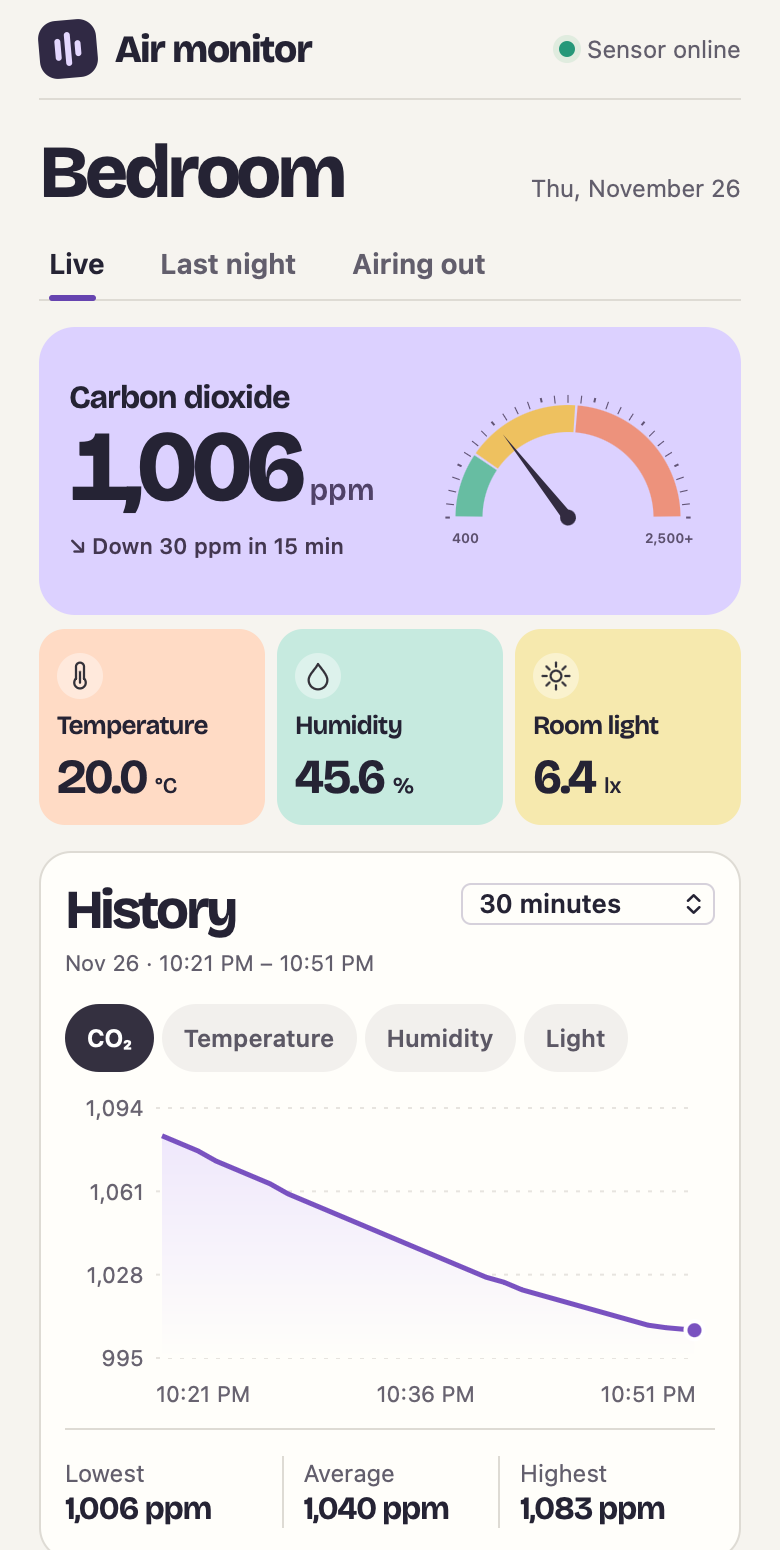 Air monitor
Sensor online
Bedroom
Thu, November 26
Live
Last night
Airing out
Carbon dioxide
1,006 ppm
↘ Down 30 ppm in 15 min
400
2,500+
Temperature
20.0 °C
Humidity
45.6 %
Room light
6.4 lx
History
30 minutes
Nov 26 · 10:21 PM – 10:51 PM
CO₂
Temperature
Humidity
Light
1,094
1,061
1,028
995
10:21 PM
10:36 PM
10:51 PM
Lowest
1,006 ppm
Average
1,040 ppm
Highest
1,083 ppm